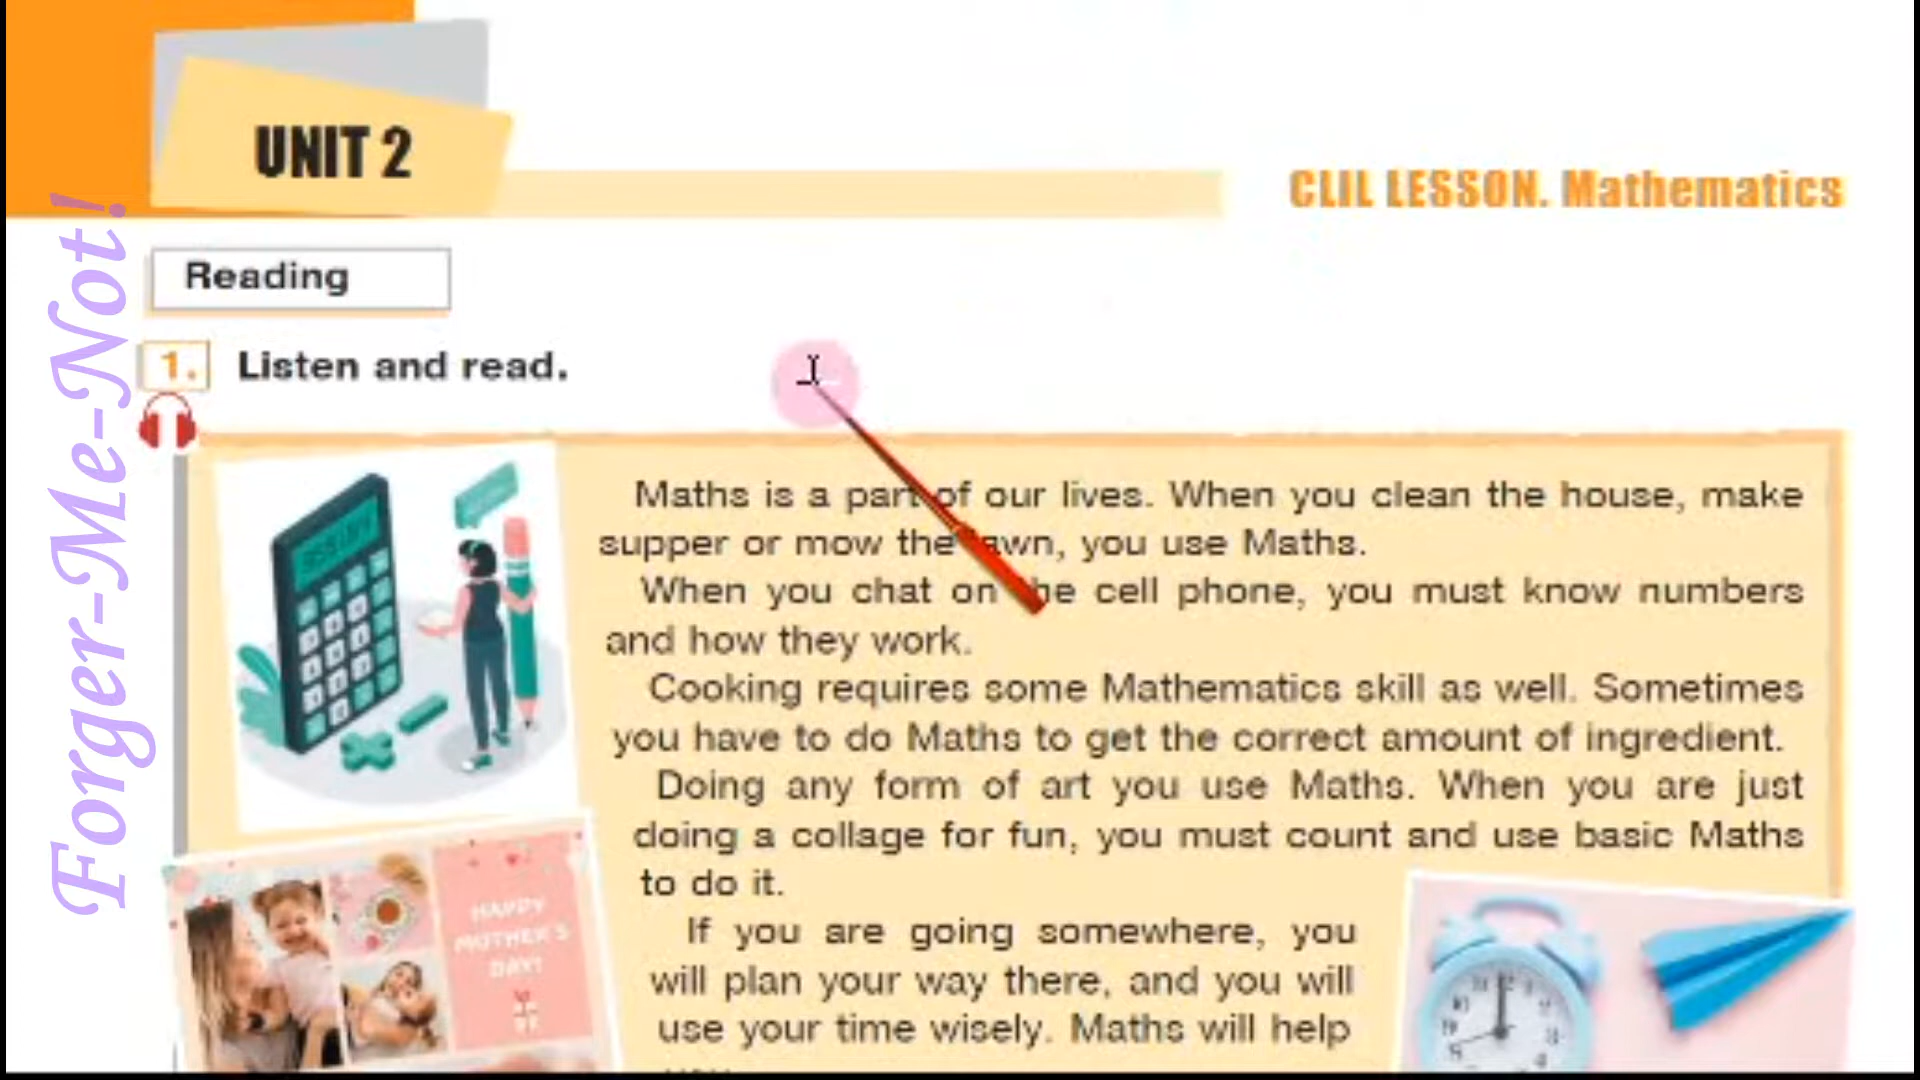 UNIT 2
CLIL LESSON. Mathematics
Forger-Me-Not!
Reading
1. Listen and read.
Maths is a part of our lives. When you clean the house, make
supper or mow the lawn, you use Maths.
When you chat on the cell phone, you must know numbers
and how they work.
Cooking requires some Mathematics skill as well. Sometimes
you have to do Maths to get the correct amount of ingredient.
Doing any form of art you use Maths. When you are just
doing a collage for fun, you must count and use basic Maths
to do it.
If you are going somewhere, you
will plan your way there, and you will
use your time wisely. Maths will help
HAPPY
MOTHER'S
DAY!